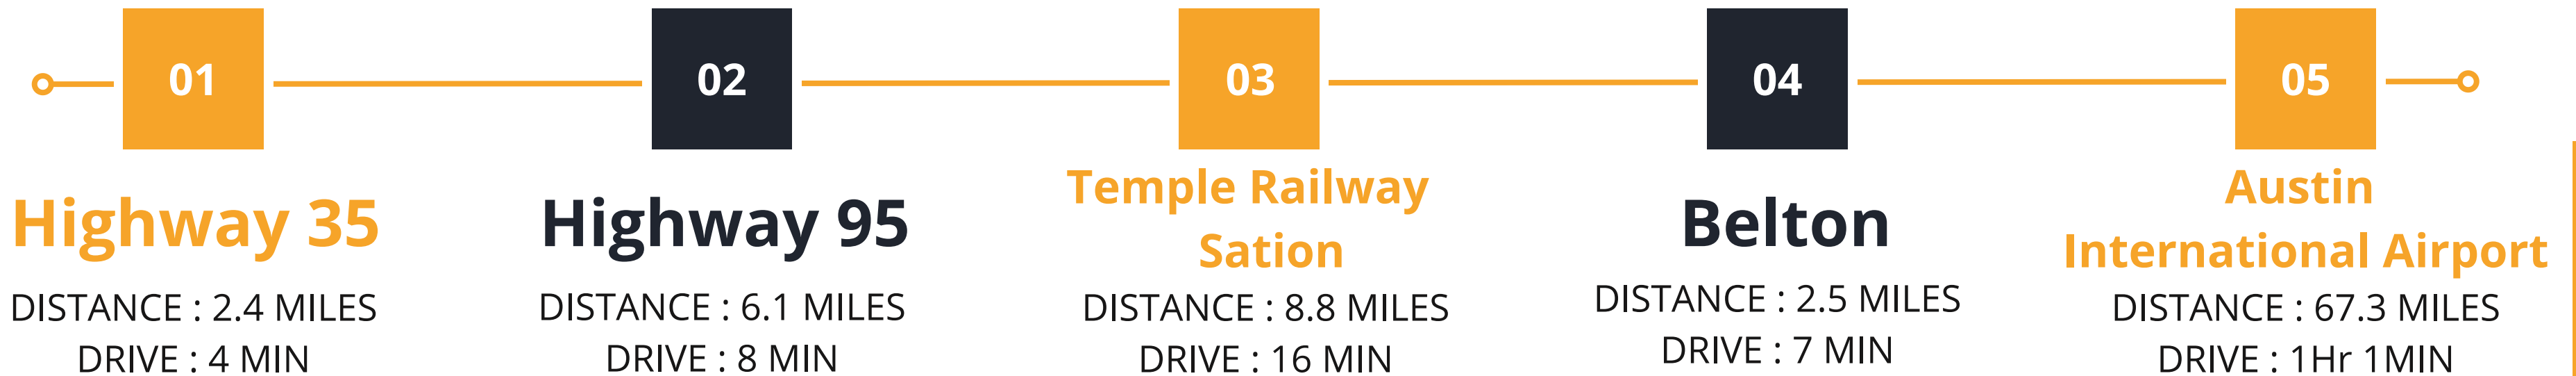 01
Highway 35
DISTANCE : 2.4 MILES
DRIVE : 4 MIN
02
Highway 95
DISTANCE : 6.1 MILES
DRIVE : 8 MIN
03
Temple Railway
Sation
DISTANCE : 8.8 MILES
DRIVE : 16 MIN
04
Belton
DISTANCE : 2.5 MILES
DRIVE : 7 MIN
05
Austin
International Airport
DISTANCE : 67.3 MILES
DRIVE : 1Hr 1MIN